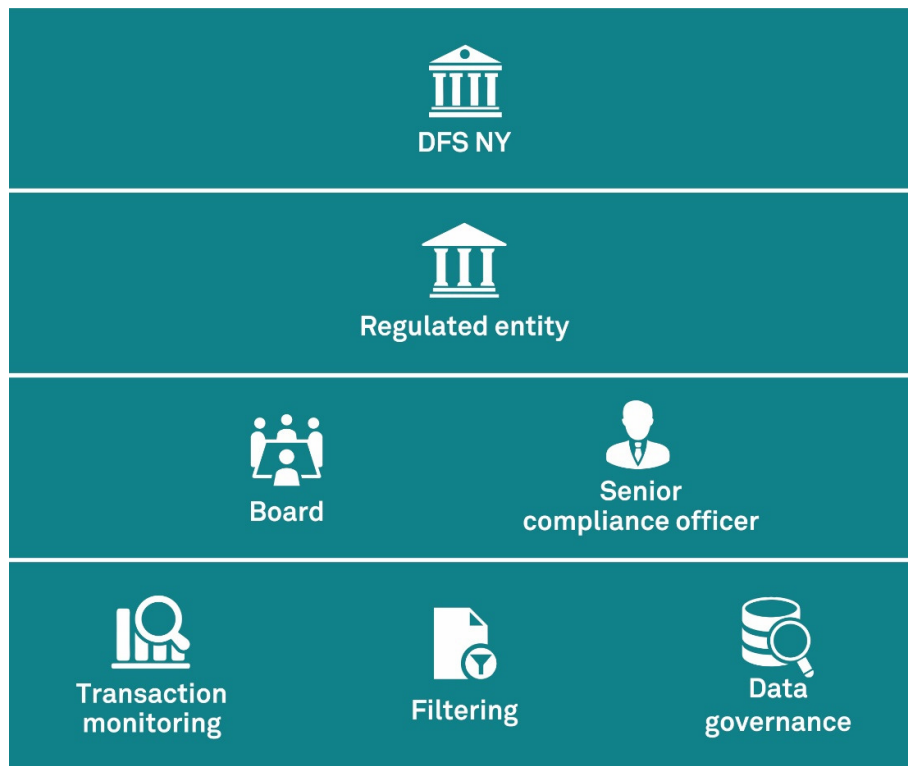 DFS NY
Regulated entity
Board
Senior
compliance officer
Transaction
monitoring
Filtering
Data
governance